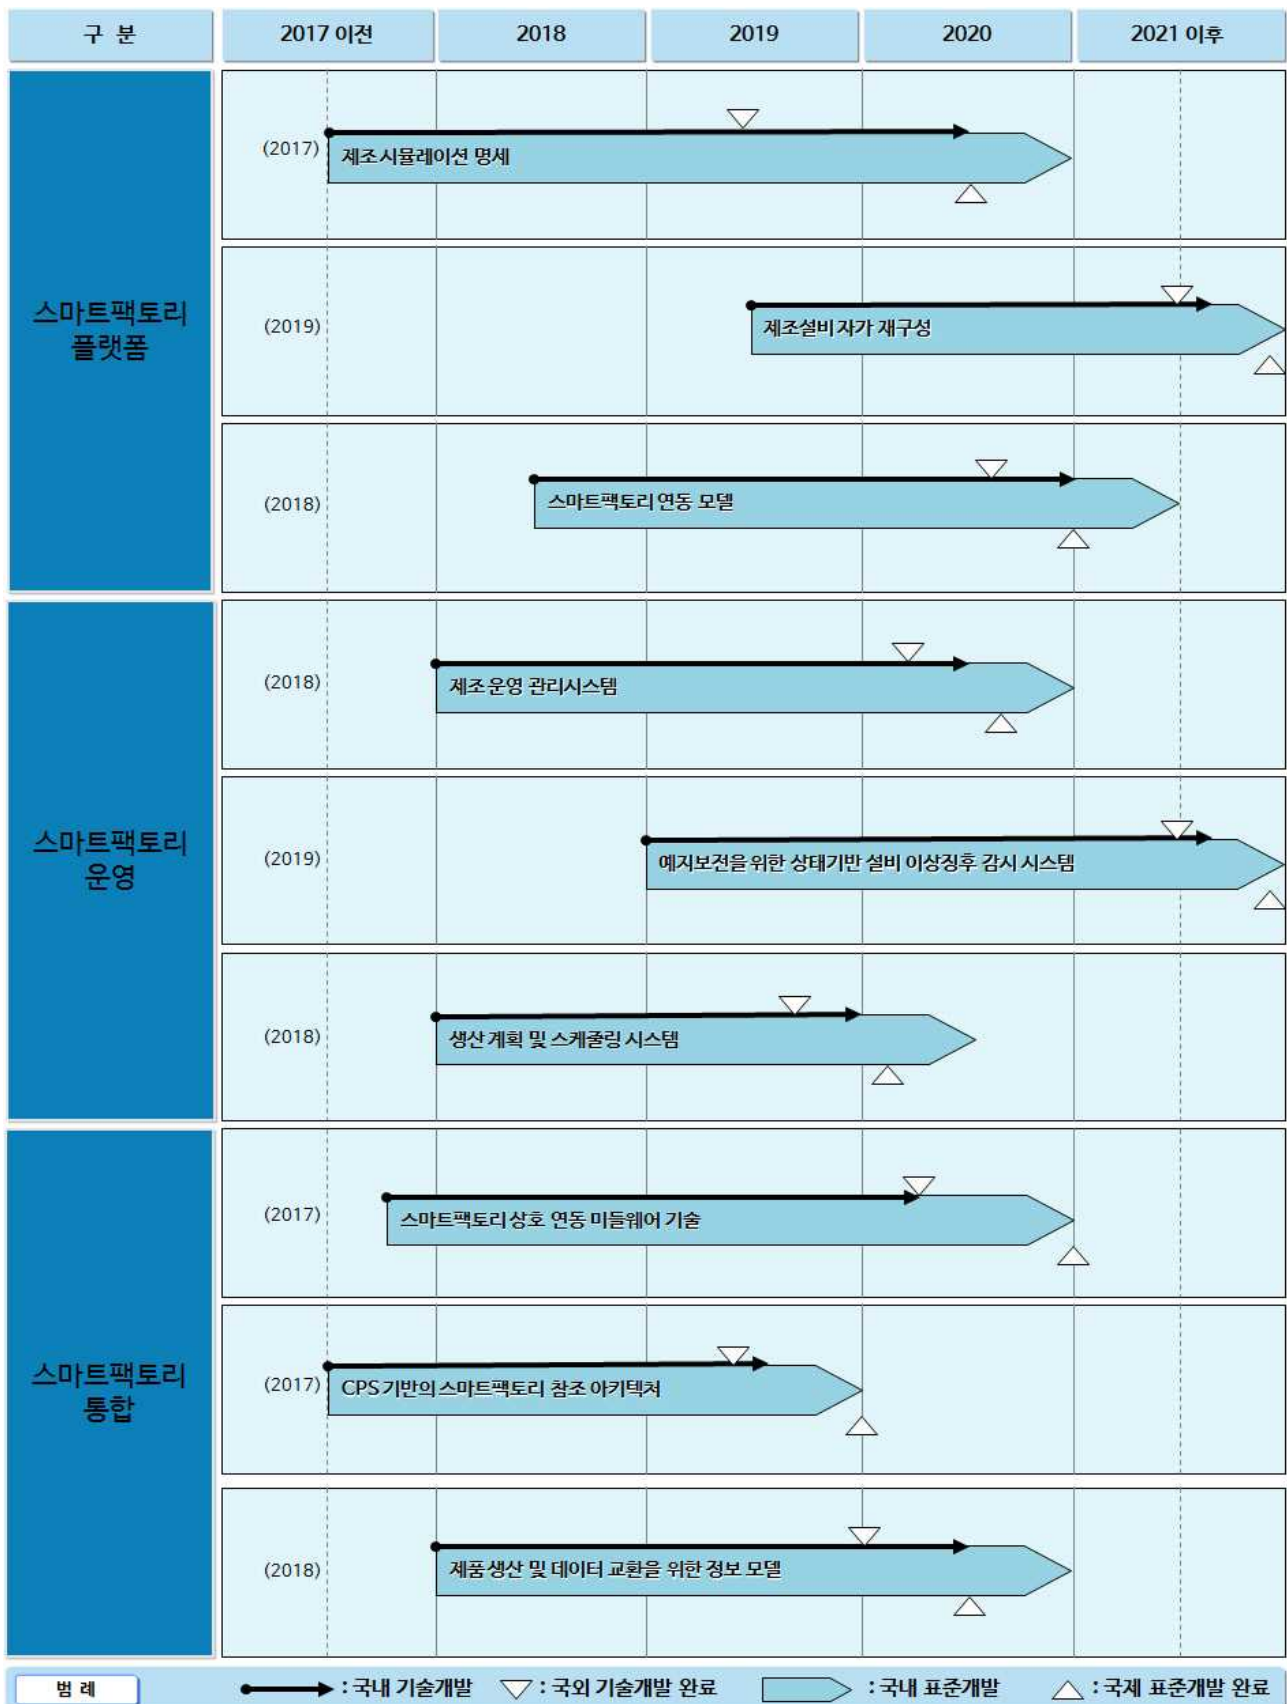 구 분
2017 이전
2018
2019
2020
2021 이후
스마트팩토리
플랫폼
(2017)
제조 시뮬레이션 명세
(2019)
제조설비 자가 재구성
(2018)
스마트팩토리 연동 모델
스마트팩토리
운영
(2018)
제조 운영 관리시스템
(2019)
예지보전을 위한 상태기반 설비 이상징후 감시 시스템
(2018)
생산 계획 및 스케줄링 시스템
스마트팩토리
통합
(2017)
스마트팩토리 상호 연동 미들웨어 기술
(2017)
CPS 기반의 스마트팩토리 참조 아키텍처
(2018)
제품 생산 및 데이터 교환을 위한 정보 모델
범 례
: 국내 기술개발
: 국외 기술개발 완료
: 국내 표준개발
: 국제 표준개발 완료